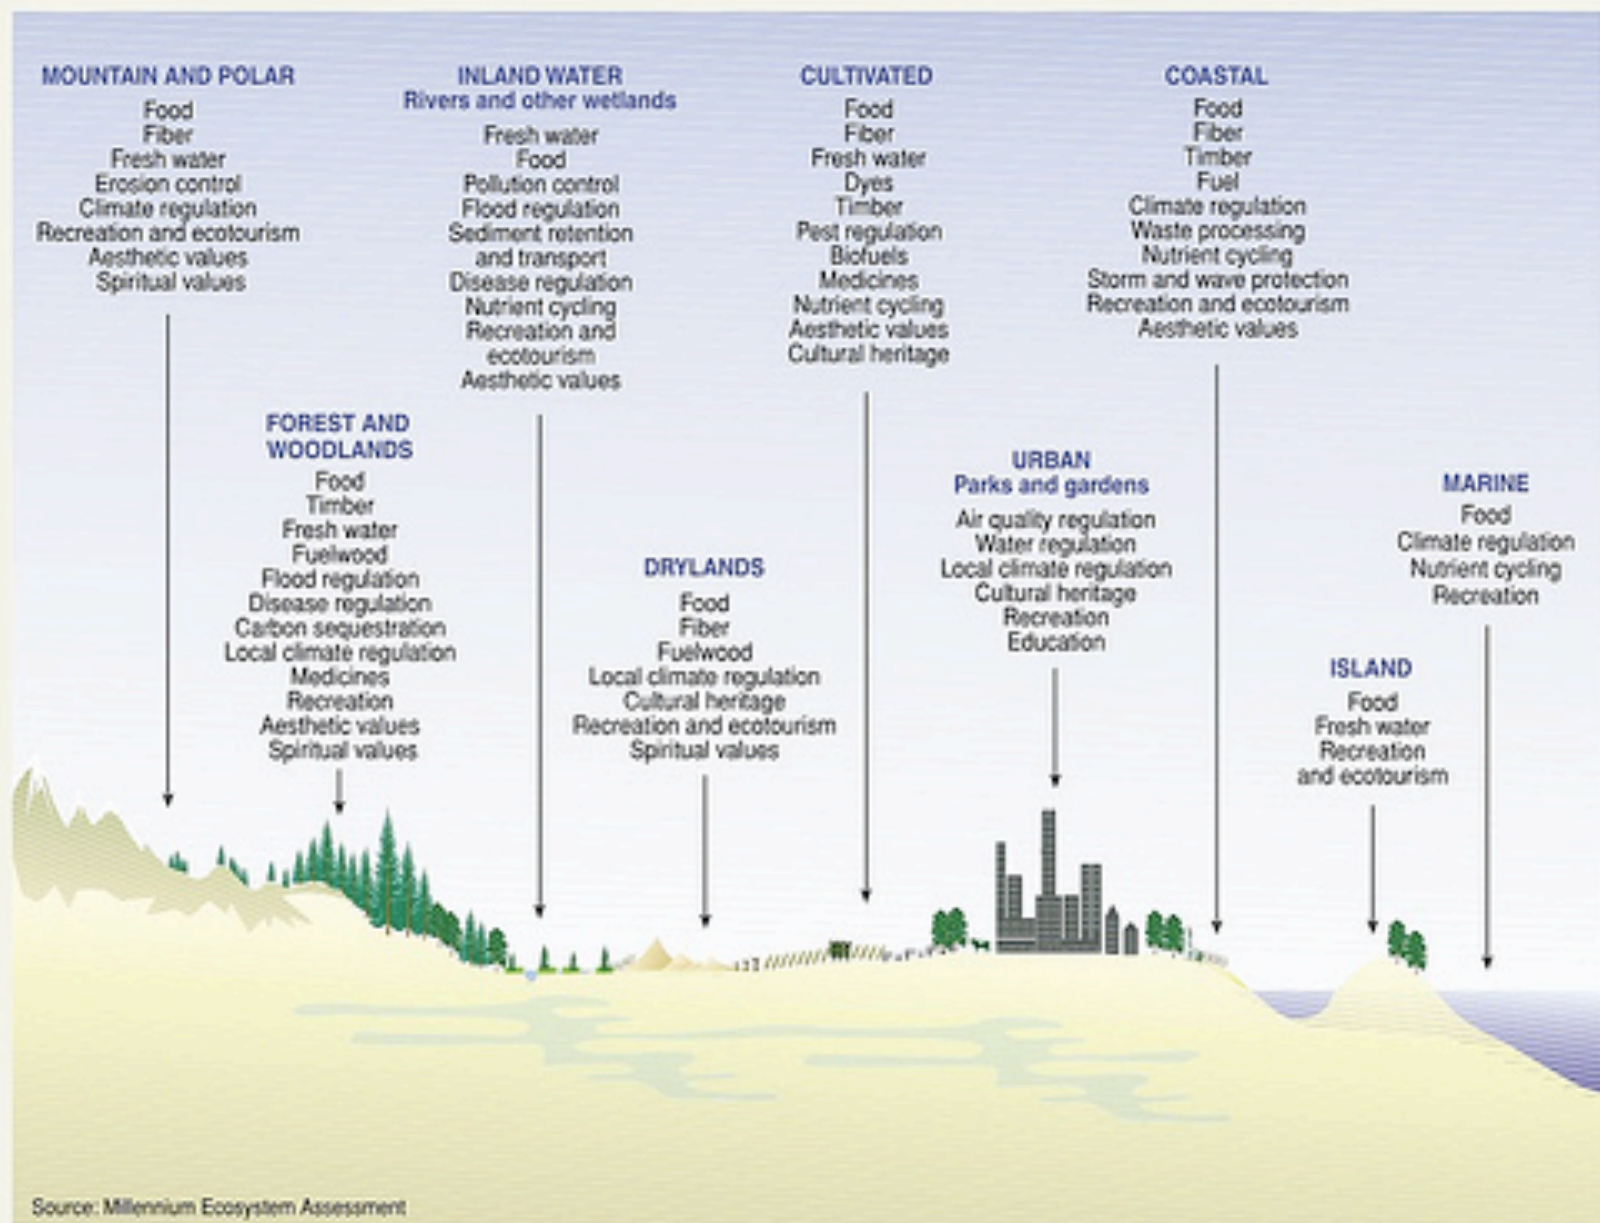 MOUNTAIN AND POLAR
Food
Fiber
Fresh water
Erosion control
Climate regulation
Recreation and ecotourism
Aesthetic values
Spiritual values
FOREST AND
WOODLANDS
Food
Timber
Fresh water
Fuelwood
Flood regulation
Disease regulation
Carbon sequestration
Local climate regulation
Medicines
Recreation
Aesthetic values
Spiritual values
INLAND WATER
Rivers and other wetlands
Fresh water
Food
Pollution control
Flood regulation
Sediment retention
and transport
Disease regulation
Nutrient cycling
Recreation and
ecotourism
Aesthetic values
DRYLANDS
Food
Fiber
Fuelwood
Local climate regulation
Cultural heritage
Recreation and ecotourism
Spiritual values
CULTIVATED
Food
Fiber
Fresh water
Dyes
Timber
Pest regulation
Biofuels
Medicines
Nutrient cycling
Aesthetic values
Cultural heritage
URBAN
Parks and gardens
Air quality regulation
Water regulation
Local climate regulation
Cultural heritage
Recreation
Education
COASTAL
Food
Fiber
Timber
Fuel
Climate regulation
Waste processing
Nutrient cycling
Storm and wave protection
Recreation and ecotourism
Aesthetic values
ISLAND
Food
Fresh water
Recreation
and ecotourism
MARINE
Food
Climate regulation
Nutrient cycling
Recreation
Source: Millennium Ecosystem Assessment